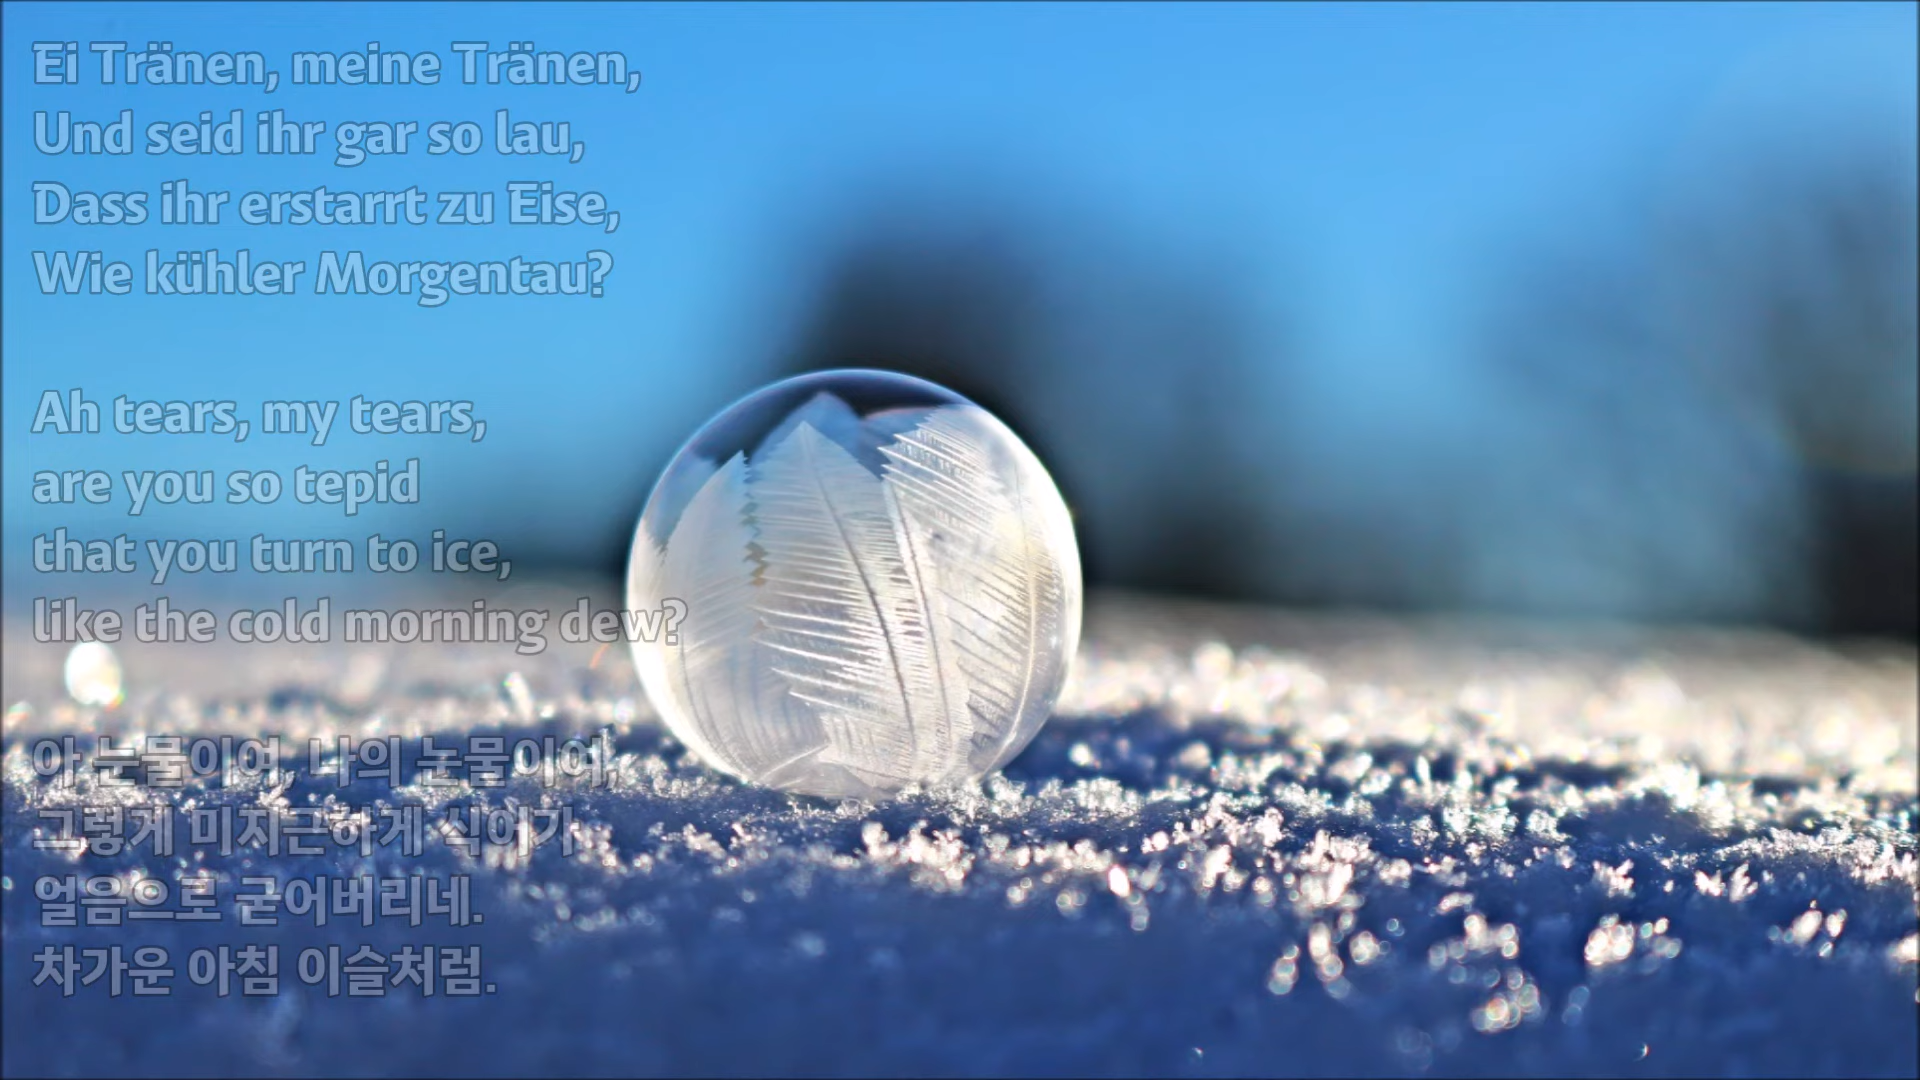 Ei Tränen, meine Tränen,
Und seid ihr gar so lau,
Dass ihr erstarrt zu Eise,
Wie kühler Morgentau?
Ah tears, my tears,
are you so tepid
that you turn to ice,
like the cold morning dew?
아 눈물이여, 나의 눈물이여,
그렇게 미지근하게 식어가
얼음으로 굳어버리네.
차가운 아침 이슬처럼.